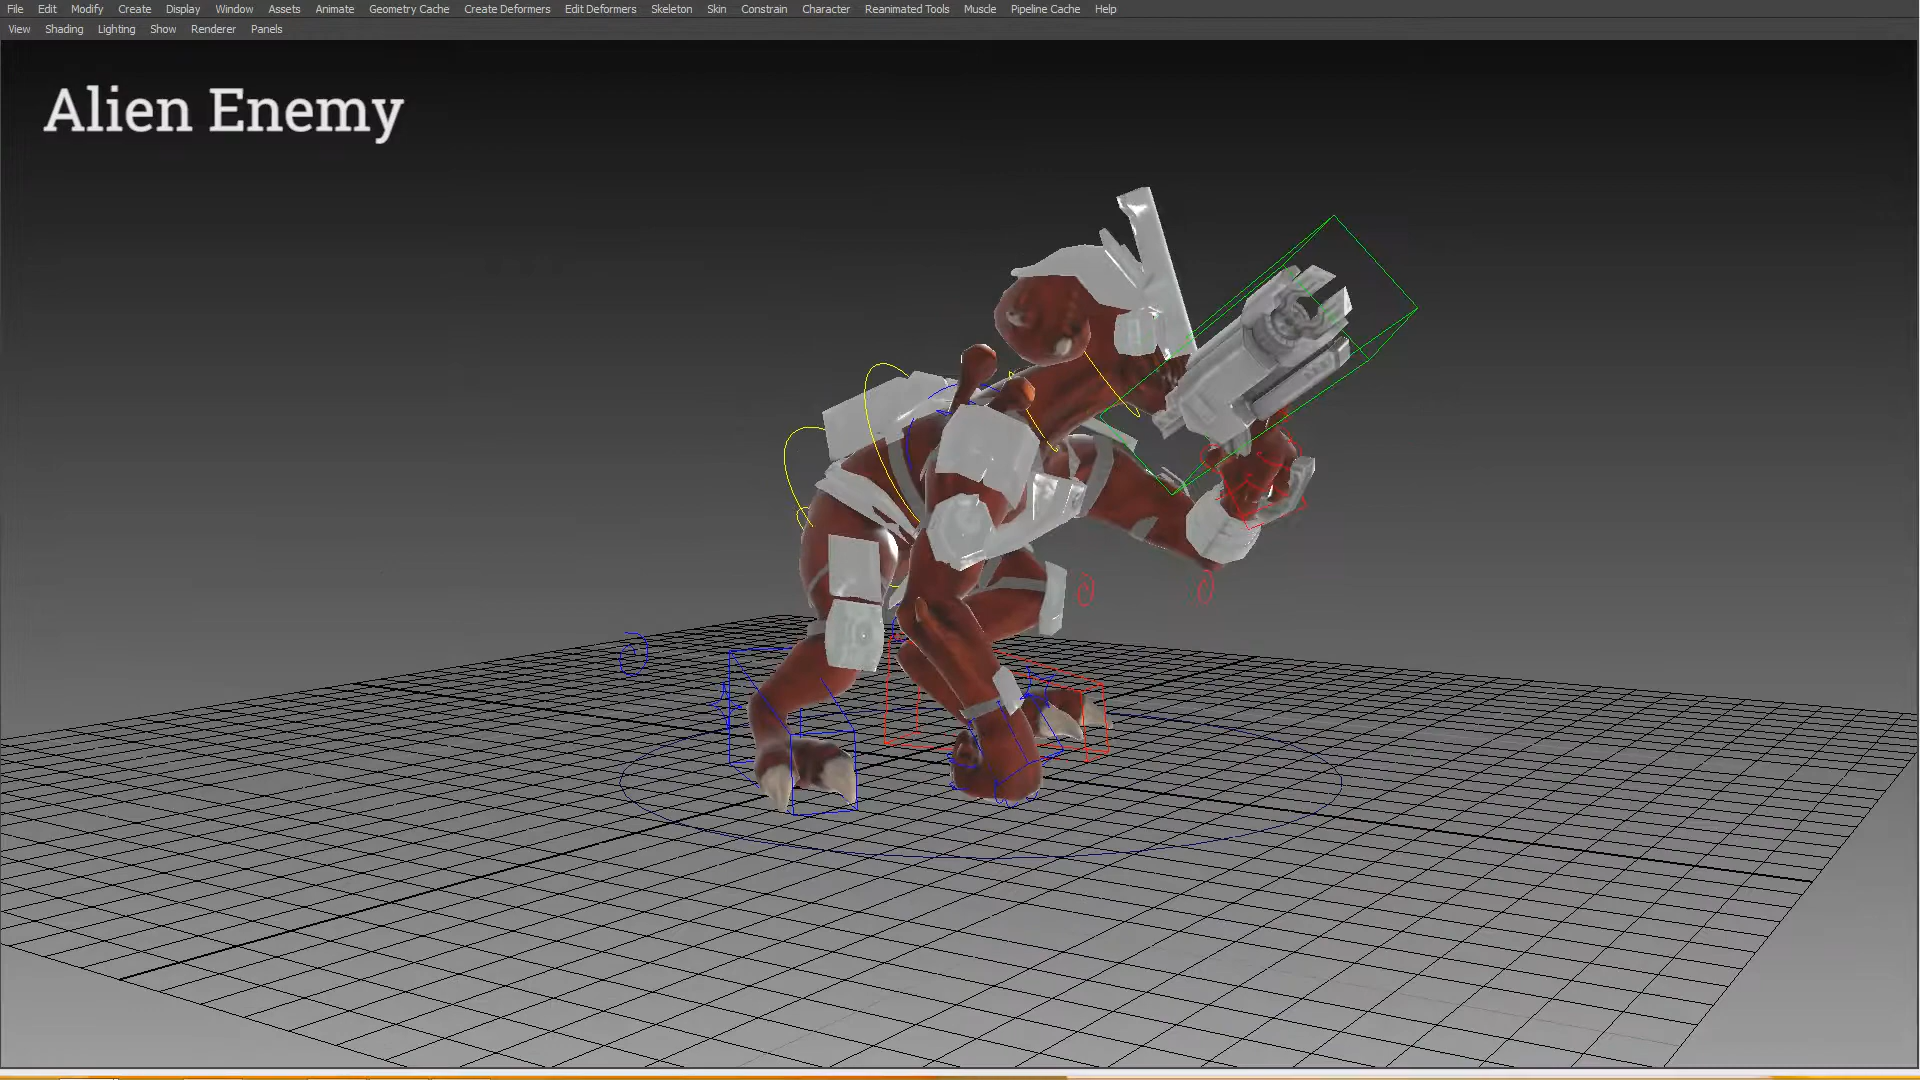 File Edit Modify Create Display Window Assets Animate Geometry Cache Create Deformers Edit Deformers Skeleton Skin Constrain Character Reanimated Tools Muscle Pipeline Cache Help
View Shading Lighting Show Renderer Panels
Alien Enemy